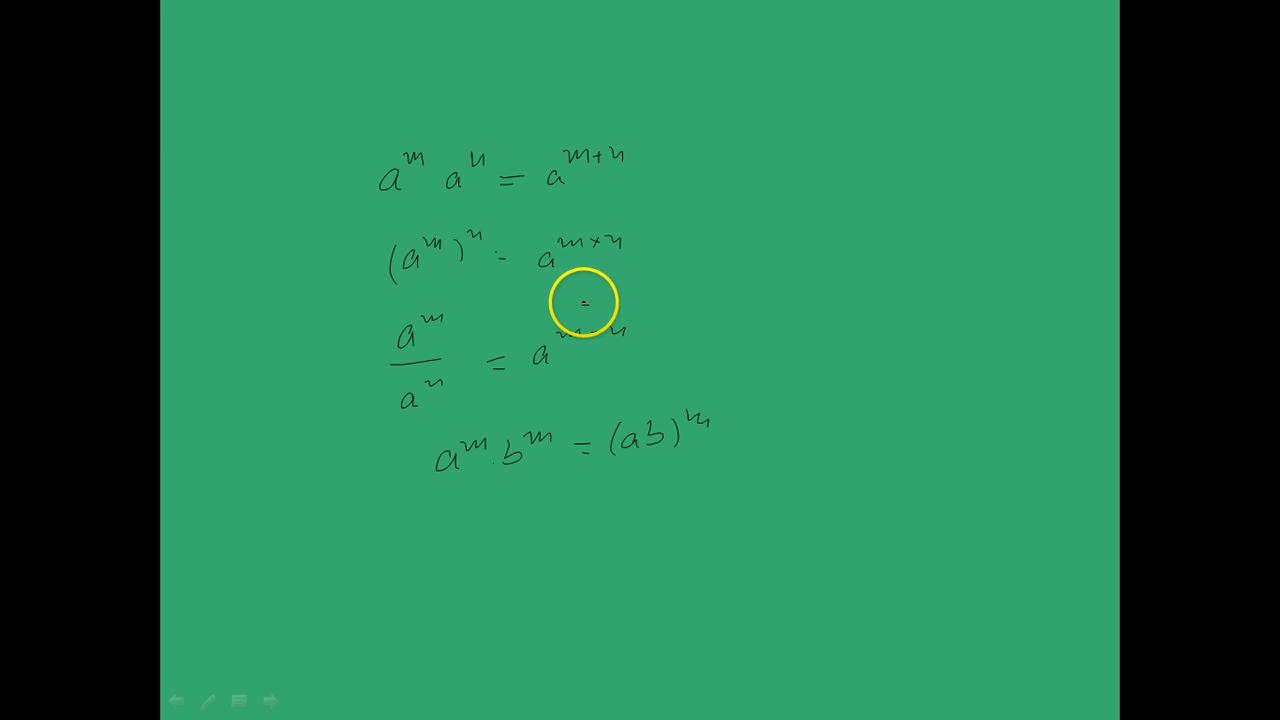 a^m a^n = a^{m+n}
(a^m)^n = a^{m×n}
a^m / a^n = a^{m-n}
a^m . b^m = (ab)^m